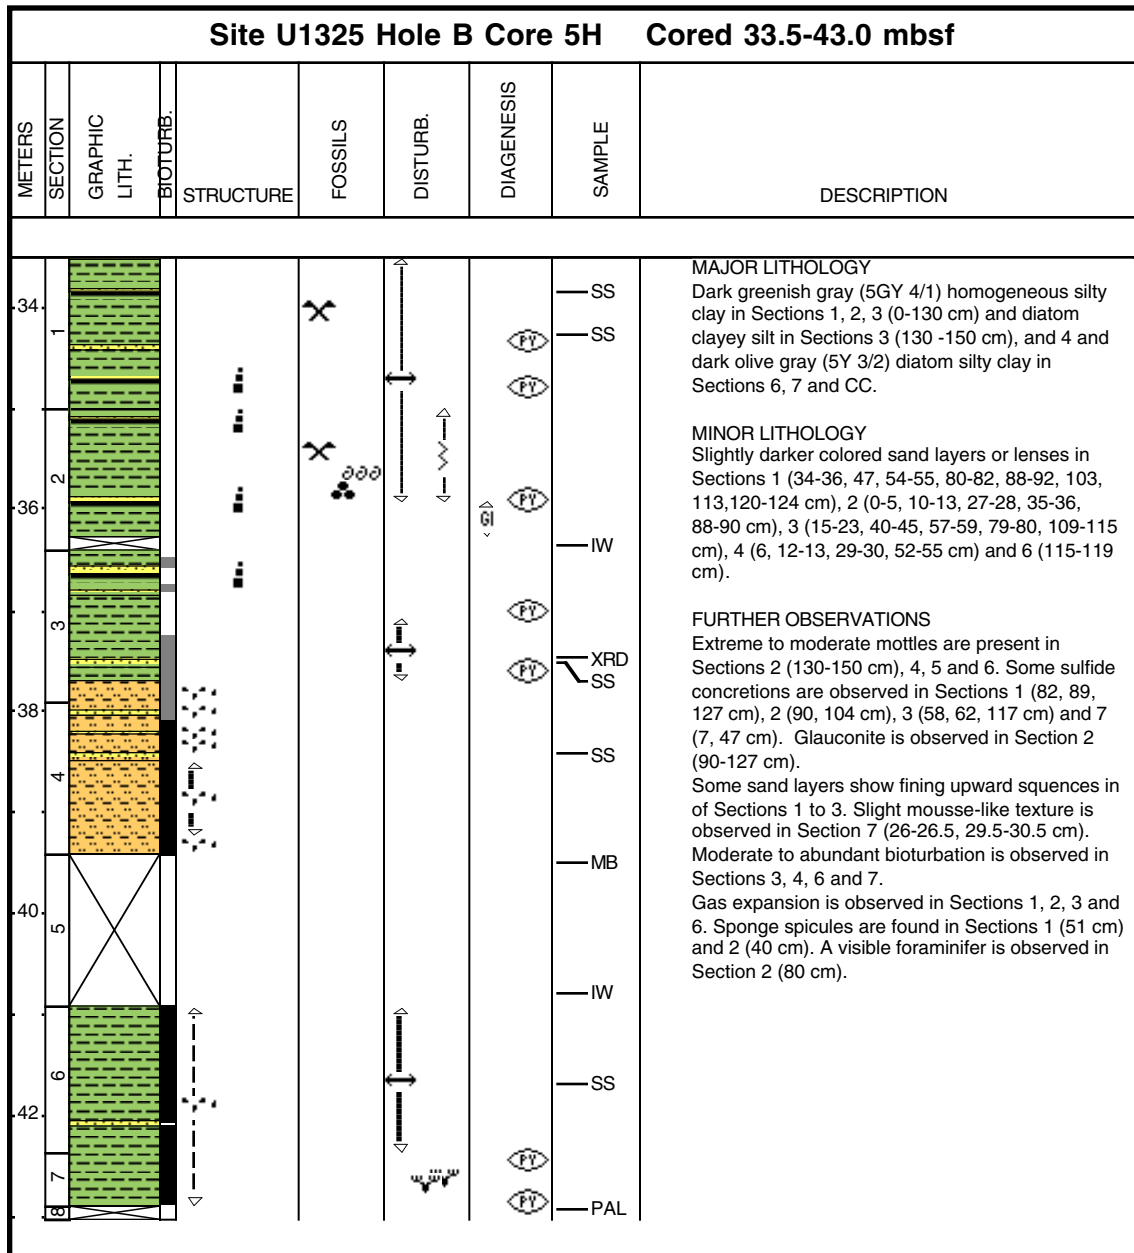 Site U1325 Hole B Core 5H Cored 33.5-43.0 mbsf
METERS
SECTION
GRAPHIC
LITH.
BIOTURB.
STRUCTURE
FOSSILS
DISTURB.
DIAGENESIS
SAMPLE
DESCRIPTION
34
36
38
40
42
1
2
3
4
5
6
7
8
PY
PY
PY
Gl
PY
PY
PY
PY
SS
SS
IW
XRD
SS
SS
MB
IW
SS
PAL
MAJOR LITHOLOGY
Dark greenish gray (5GY 4/1) homogeneous silty
clay in Sections 1, 2, 3 (0-130 cm) and diatom
clayey silt in Sections 3 (130 -150 cm), and 4 and
dark olive gray (5Y 3/2) diatom silty clay in
Sections 6, 7 and CC.
MINOR LITHOLOGY
Slightly darker colored sand layers or lenses in
Sections 1 (34-36, 47, 54-55, 80-82, 88-92, 103,
113,120-124 cm), 2 (0-5, 10-13, 27-28, 35-36,
88-90 cm), 3 (15-23, 40-45, 57-59, 79-80, 109-115
cm), 4 (6, 12-13, 29-30, 52-55 cm) and 6 (115-119
cm).
FURTHER OBSERVATIONS
Extreme to moderate mottles are present in
Sections 2 (130-150 cm), 4, 5 and 6. Some sulfide
concretions are observed in Sections 1 (82, 89,
127 cm), 2 (90, 104 cm), 3 (58, 62, 117 cm) and 7
(7, 47 cm). Glauconite is observed in Section 2
(90-127 cm).
Some sand layers show fining upward squences in
of Sections 1 to 3. Slight mousse-like texture is
observed in Section 7 (26-26.5, 29.5-30.5 cm).
Moderate to abundant bioturbation is observed in
Sections 3, 4, 6 and 7.
Gas expansion is observed in Sections 1, 2, 3 and
6. Sponge spicules are found in Sections 1 (51 cm)
and 2 (40 cm). A visible foraminifer is observed in
Section 2 (80 cm).